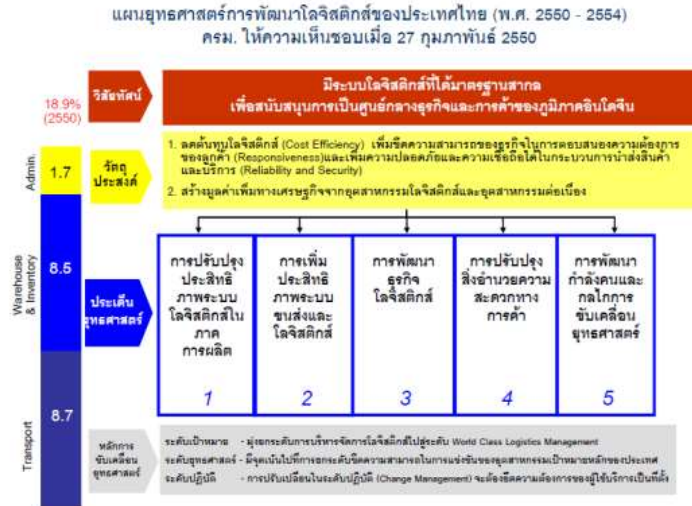 แผนยุทธศาสตร์การพัฒนาโลจิสติกส์ของประเทศไทย (พ.ศ. 2550 - 2554)
ครม. ให้ความเห็นชอบเมื่อ 27 กุมภาพันธ์ 2550
18.9%
(2550)
วิสัยทัศน์
มีระบบโลจิสติกส์ที่ได้มาตรฐานสากล
เพื่อสนับสนุนการเป็นศูนย์กลางธุรกิจและการค้าของภูมิภาคอินโดจีน
Admin.
1.7
วัตถุ
ประสงค์
1. ลดต้นทุนโลจิสติกส์ (Cost Efficiency) เพิ่มขีดความสามารถของธุรกิจในการตอบสนองความต้องการ
ของลูกค้า (Responsiveness)และเพิ่มความปลอดภัยและความเชื่อถือได้ในกระบวนการนำส่งสินค้า
และบริการ (Reliability and Security)
2. สร้างมูลค่าเพิ่มทางเศรษฐกิจจากอุตสาหกรรมโลจิสติกส์และอุตสาหกรรมต่อเนื่อง
Warehouse
& Inventory
8.5
ประเด็น
ยุทธศาสตร์
การปรับปรุง
ประสิทธิ
ภาพระบบ
โลจิสติกส์ใน
ภาค
การผลิต
1
การเพิ่ม
ประสิทธิ
ภาพระบบ
ขนส่งและ
โลจิสติกส์
2
การพัฒนา
ธุรกิจ
โลจิสติกส์
3
การปรับปรุง
สิ่งอำนวยความ
สะดวกทาง
การค้า
4
การพัฒนา
กำลังคนและ
กลไกการ
ขับเคลื่อน
ยุทธศาสตร์
5
Transport
8.7
หลักการ
ขับเคลื่อน
ยุทธศาสตร์
ระดับเป้าหมาย - มุ่งยกระดับการบริหารจัดการโลจิสติกส์ไปสู่ระดับ World Class Logistics Management
ระดับยุทธศาสตร์ - มีจุดเน้นไปที่การยกระดับขีดความสามารถในการแข่งขันของอุตสาหกรรมเป้าหมายหลักของประเทศ
ระดับปฏิบัติ - การปรับเปลี่ยนในระดับปฏิบัติ (Change Management) จะต้องยึดความต้องการของผู้ใช้บริการเป็นที่ตั้ง